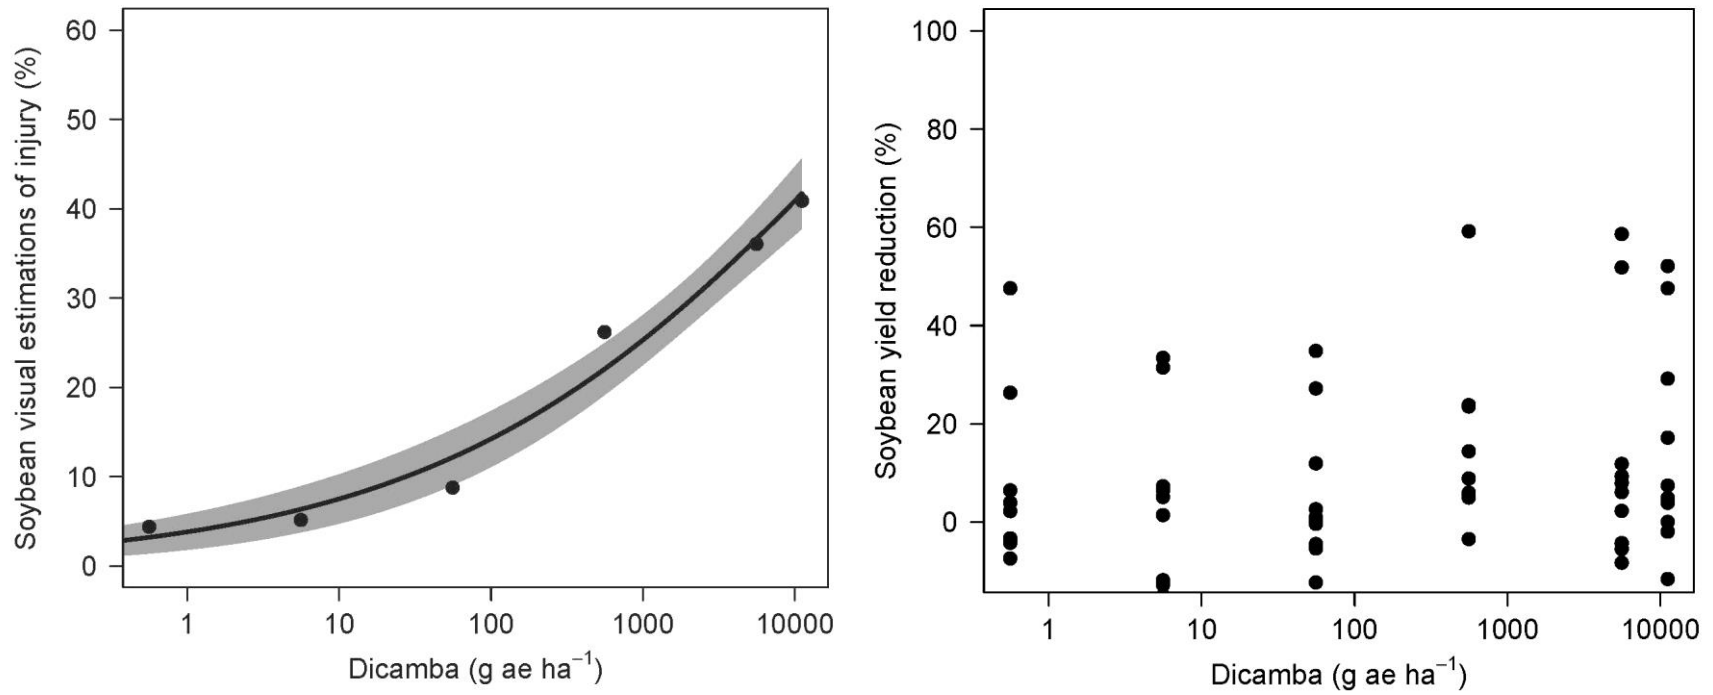 Soybean visual estimations of injury (%)
60
50
40
30
20
10
0
1 10 100 1000 10000
Dicamba (g ae ha⁻¹)
Soybean yield reduction (%)
100
80
60
40
20
0
1 10 100 1000 10000
Dicamba (g ae ha⁻¹)